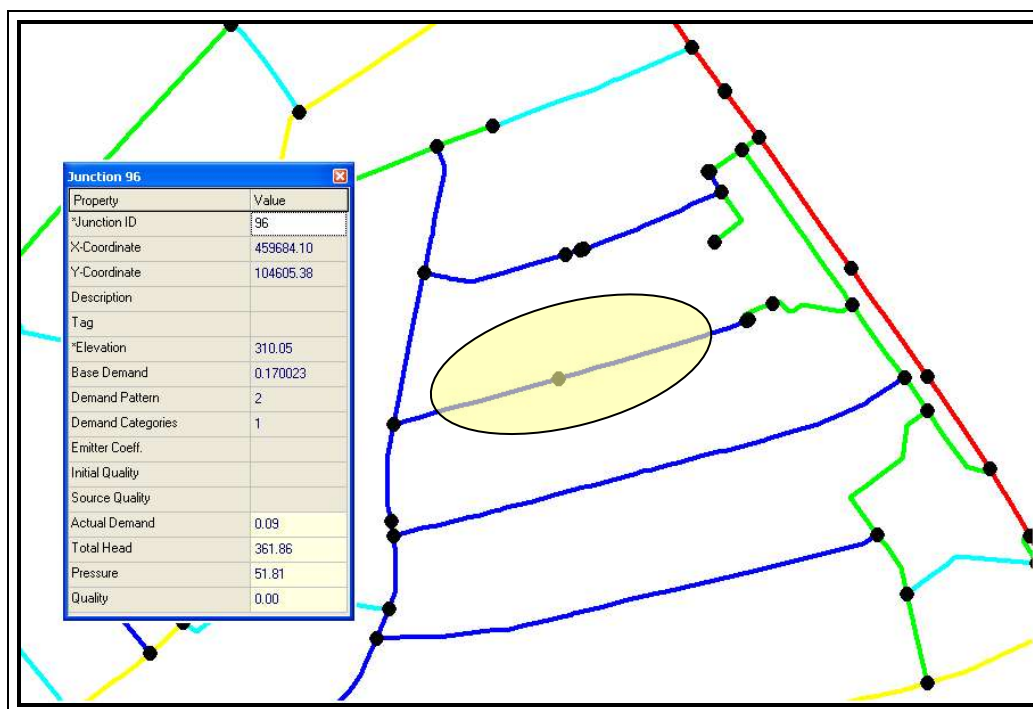 Junction 96
Property Value
*Junction ID 96
X-Coordinate 459684.10
Y-Coordinate 104605.38
Description
Tag
*Elevation 310.05
Base Demand 0.170023
Demand Pattern 2
Demand Categories 1
Emitter Coeff.
Initial Quality
Source Quality
Actual Demand 0.09
Total Head 361.86
Pressure 51.81
Quality 0.00